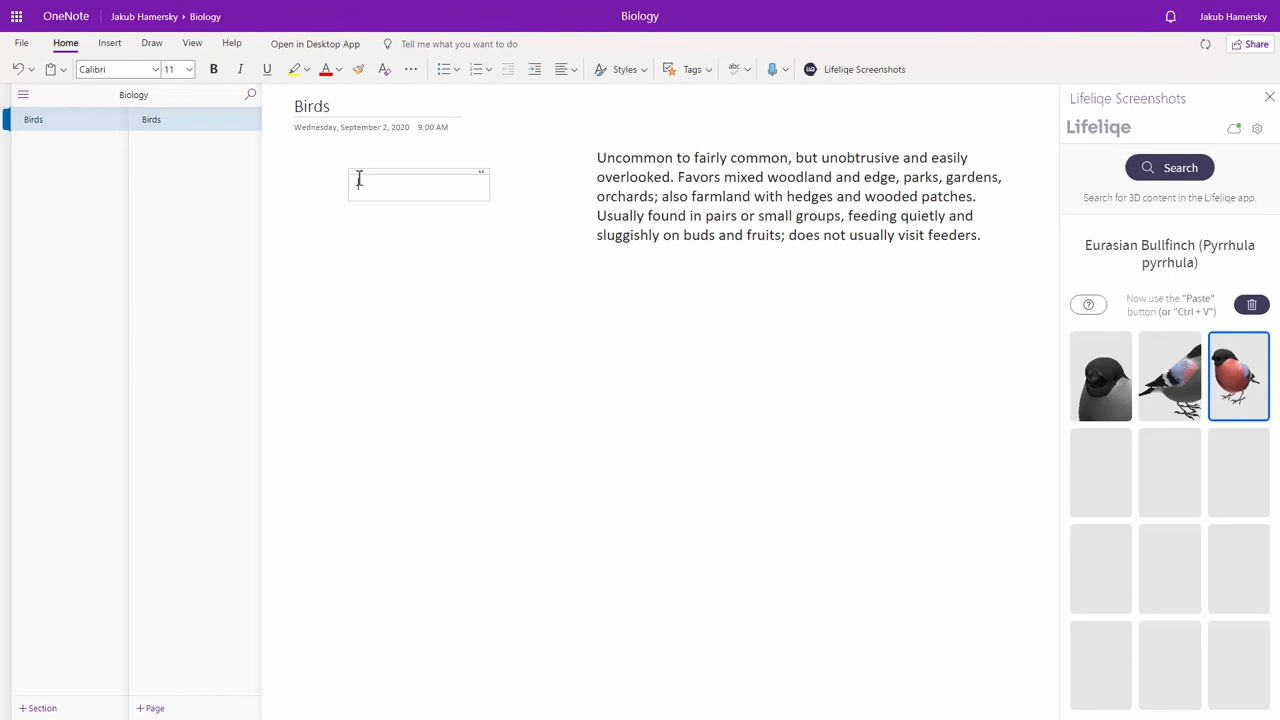 OneNote
Jakub Hamersky › Biology
Biology
Jakub Hamersky
File Home Insert Draw View Help Open in Desktop App Tell me what you want to do
Share
Calibri 11 B I U A Styles Tags abc Lifeliqe Screenshots
Biology
Birds
Birds
+ Section
+ Page
Birds
Wednesday, September 2, 2020 9:00 AM
Uncommon to fairly common, but unobtrusive and easily
overlooked. Favors mixed woodland and edge, parks, gardens,
orchards; also farmland with hedges and wooded patches.
Usually found in pairs or small groups, feeding quietly and
sluggishly on buds and fruits; does not usually visit feeders.
Lifeliqe Screenshots
Lifeliqe
Search
Search for 3D content in the Lifeliqe app.
Eurasian Bullfinch (Pyrrhula
pyrrhula)
Now use the "Paste"
button (or "Ctrl + V")